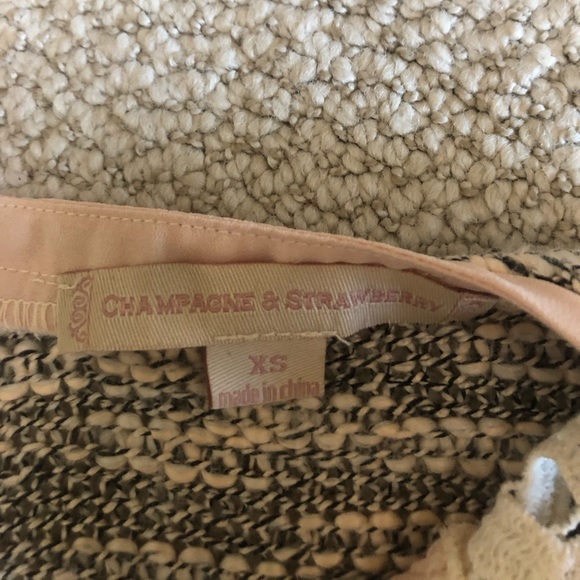 CHAMPAGNE & STRAWBERRY
XS
made in china